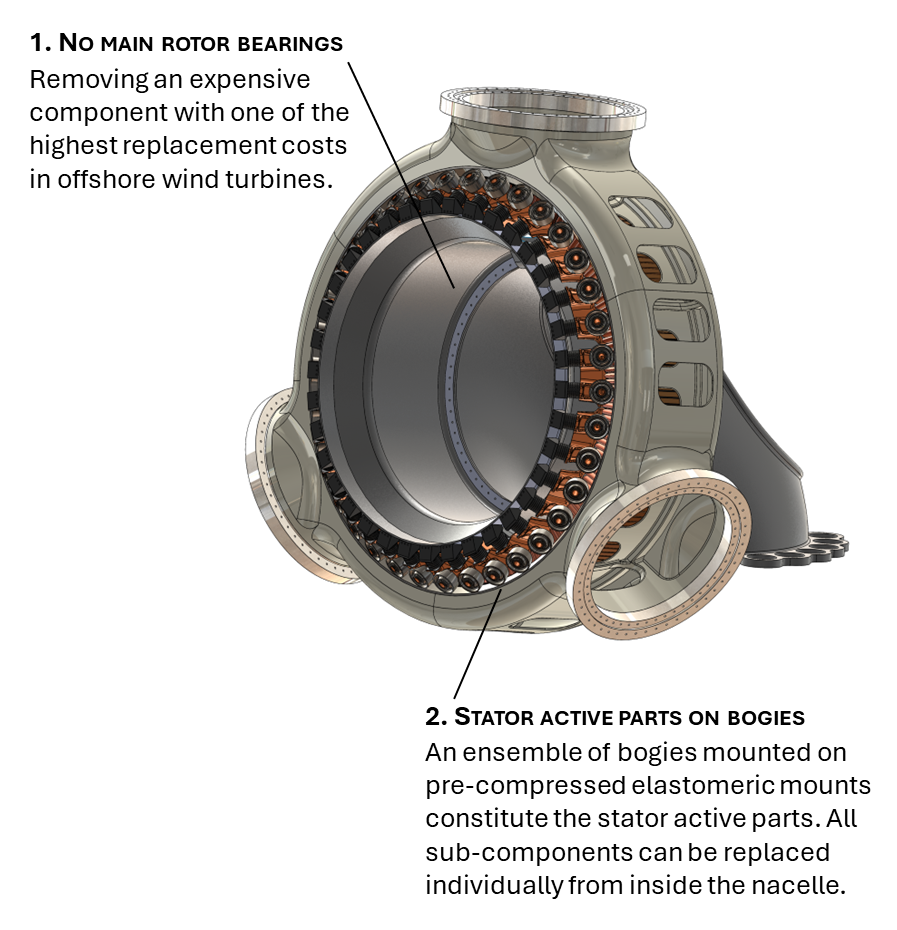 1. No main rotor bearings
Removing an expensive
component with one of the
highest replacement costs
in offshore wind turbines.
2. Stator active parts on bogies
An ensemble of bogies mounted on
pre-compressed elastomeric mounts
constitute the stator active parts. All
sub-components can be replaced
individually from inside the nacelle.